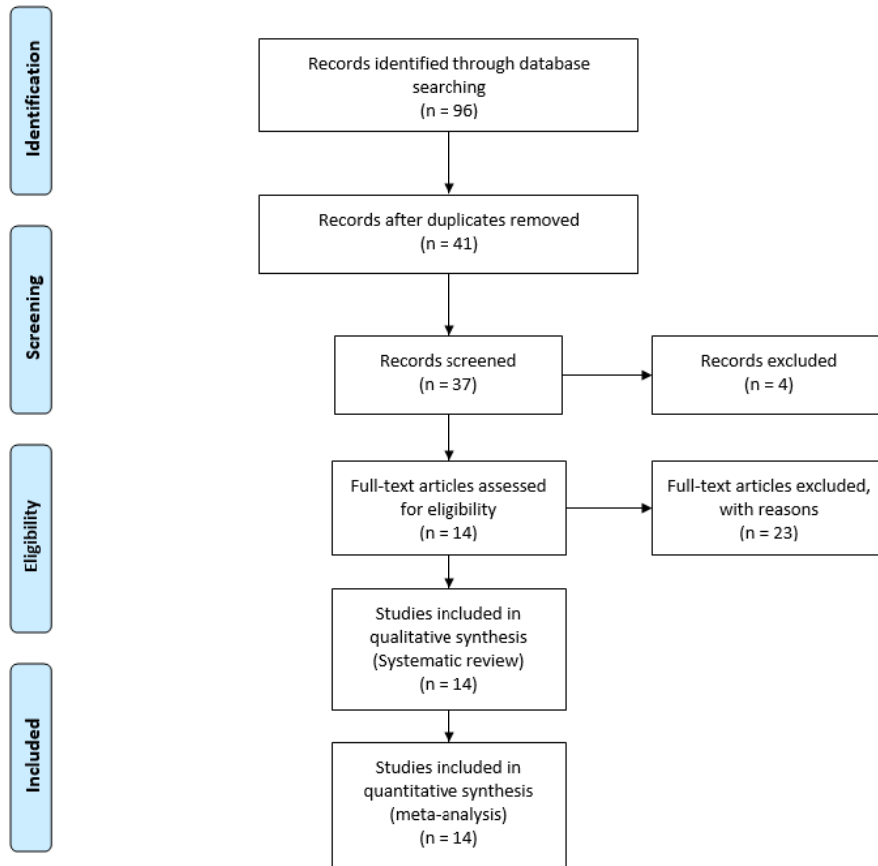 Identification
Records identified through database
searching
(n = 96)
Records after duplicates removed
(n = 41)
Screening
Records screened
(n = 37)
Records excluded
(n = 4)
Eligibility
Full-text articles assessed
for eligibility
(n = 14)
Full-text articles excluded,
with reasons
(n = 23)
Studies included in
qualitative synthesis
(Systematic review)
(n = 14)
Included
Studies included in
quantitative synthesis
(meta-analysis)
(n = 14)